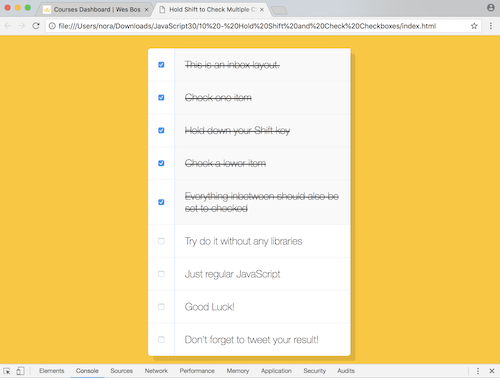 Courses Dashboard | Wes Bos
Hold Shift to Check Multiple C
file:///Users/nora/Downloads/JavaScript30/10%20-%20Hold%20Shift%20and%20Check%20Checkboxes/index.html
This is an inbox layout.
Check one item
Hold down your Shift key
Check a lower item
Everything inbetween should also be
set to checked
Try do it without any libraries
Just regular JavaScript
Good Luck!
Don't forget to tweet your result!
Elements Console Sources Network Performance Memory Application Security Audits